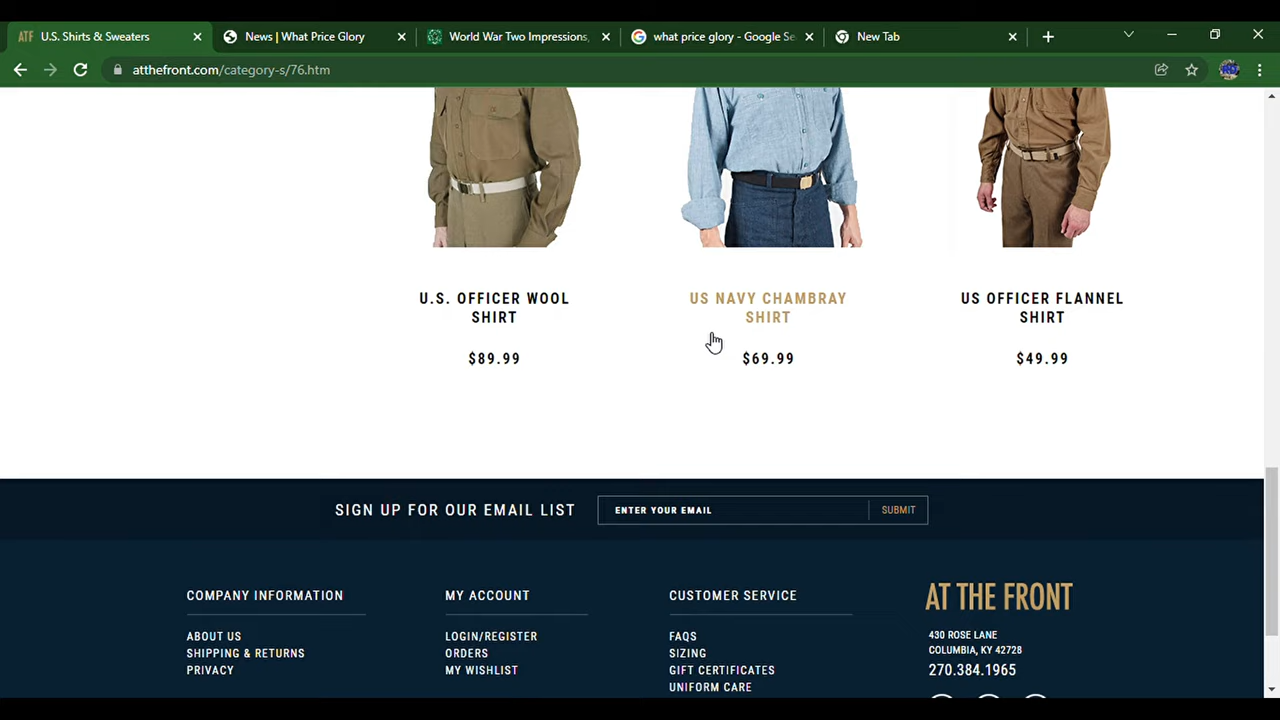 ATF U.S. Shirts & Sweaters
News | What Price Glory
World War Two Impressions,
what price glory - Google Se
New Tab
atthefront.com/category-s/76.htm
U.S. OFFICER WOOL
SHIRT
$89.99
US NAVY CHAMBRAY
SHIRT
$69.99
US OFFICER FLANNEL
SHIRT
$49.99
SIGN UP FOR OUR EMAIL LIST
ENTER YOUR EMAIL
SUBMIT
COMPANY INFORMATION
ABOUT US
SHIPPING & RETURNS
PRIVACY
MY ACCOUNT
LOGIN/REGISTER
ORDERS
MY WISHLIST
CUSTOMER SERVICE
FAQS
SIZING
GIFT CERTIFICATES
UNIFORM CARE
AT THE FRONT
430 ROSE LANE
COLUMBIA, KY 42728
270.384.1965